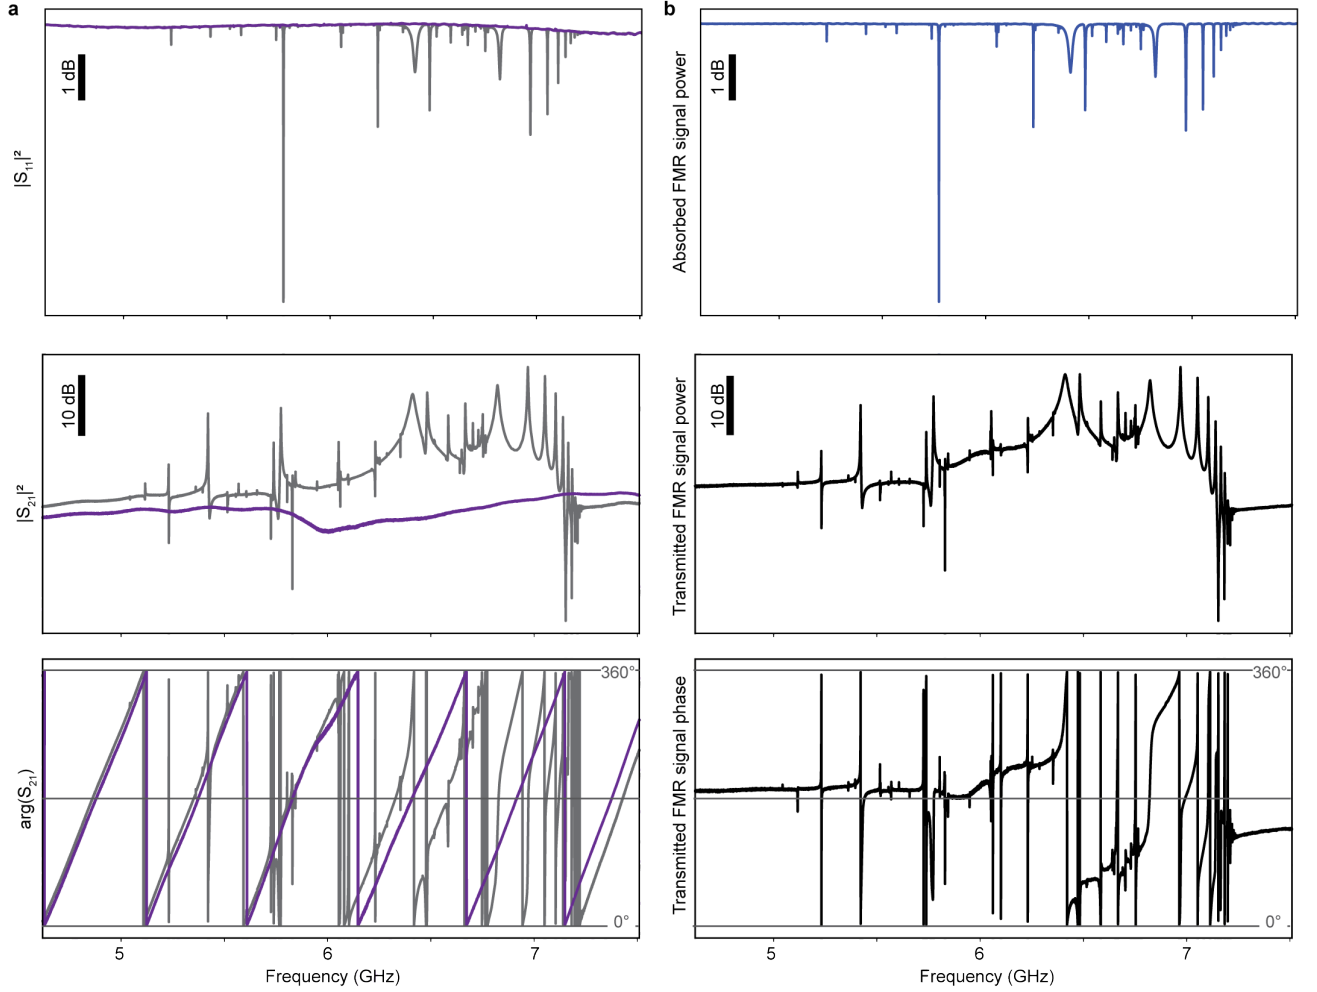 a
|S₁₁|²
1 dB
b
Absorbed FMR signal power
1 dB
|S₂₁|²
10 dB
Transmitted FMR signal power
10 dB
arg(S₂₁)
360°
0°
5
6
7
Frequency (GHz)
Transmitted FMR signal phase
360°
0°
5
6
7
Frequency (GHz)